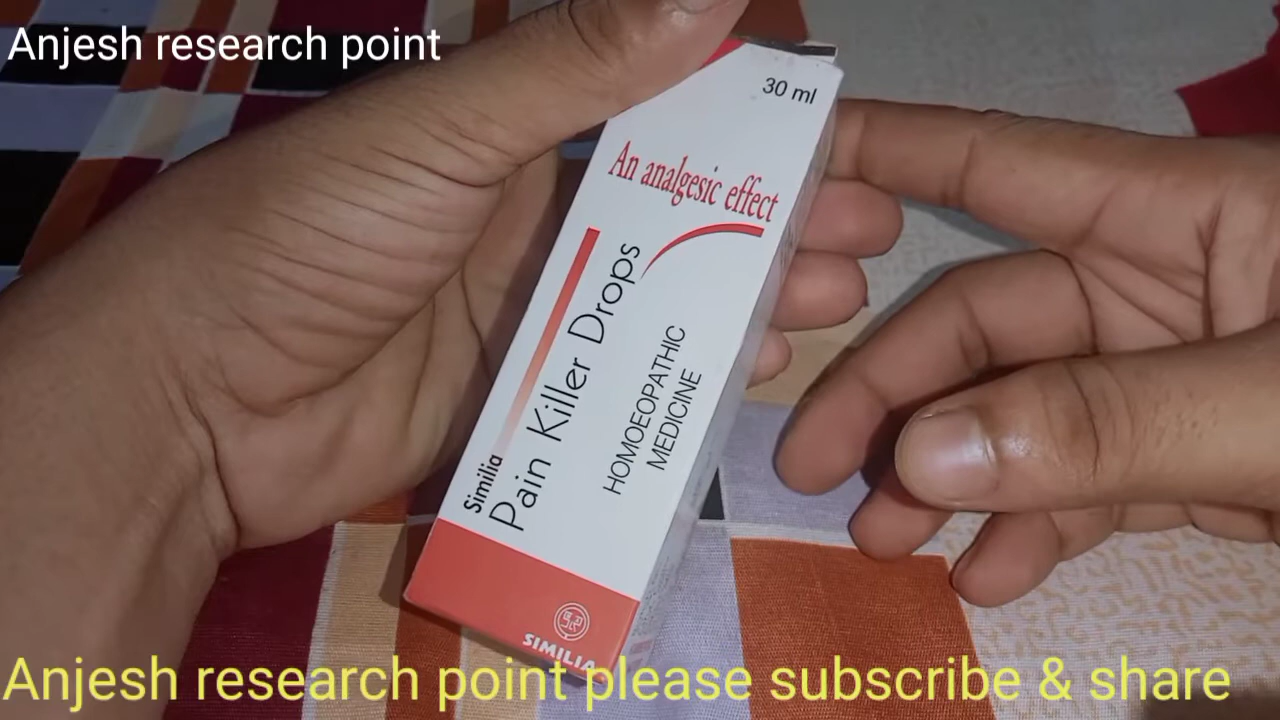 Anjesh research point
30 ml
An analgesic effect
Similia
Pain Killer Drops
HOMOEOPATHIC
MEDICINE
SIMILIA
Anjesh research point please subscribe & share